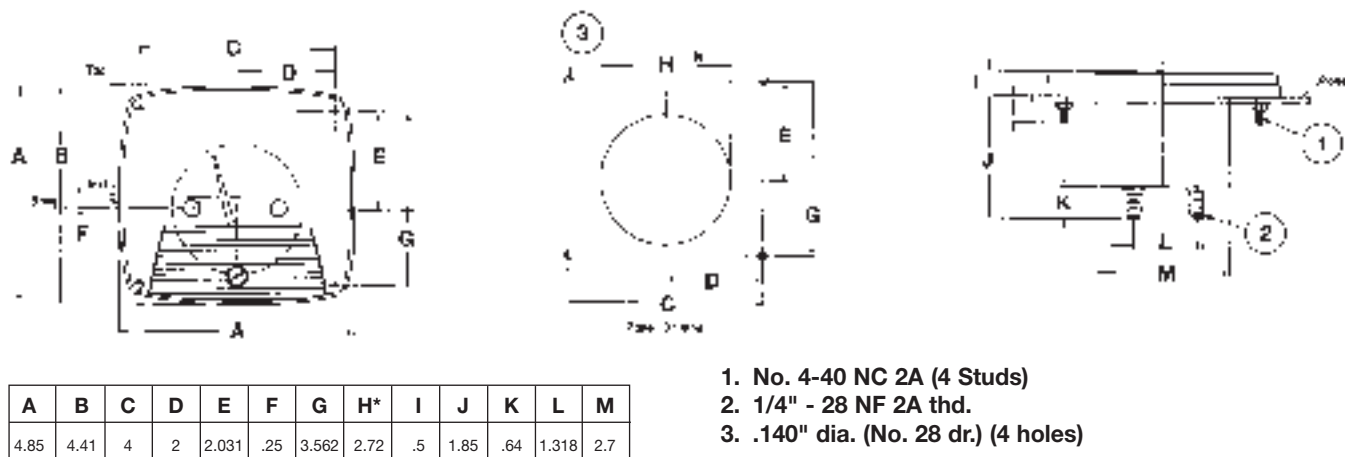 3
C
H
D
E
A
B
E
J
1
G
F
G
K
L
2
D
M
C
A
A B C D E F G H* I J K L M
4.85 4.41 4 2 2.031 .25 3.562 2.72 .5 1.85 .64 1.318 2.7
1. No. 4-40 NC 2A (4 Studs)
2. 1/4" - 28 NF 2A thd.
3. .140" dia. (No. 28 dr.) (4 holes)